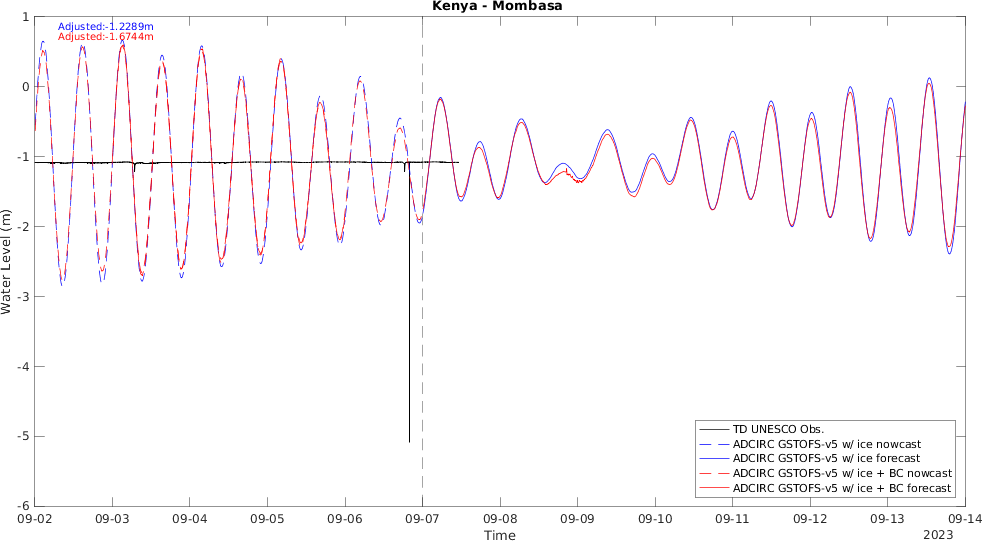 Kenya - Mombasa
Adjusted:-1.2289m
Adjusted:-1.6744m
1
0
-1
-2
-3
-4
-5
-6
Water Level (m)
09-02 09-03 09-04 09-05 09-06 09-07 09-08 09-09 09-10 09-11 09-12 09-13 09-14
Time
2023
TD UNESCO Obs.
ADCIRC GSTOFS-v5 w/ ice nowcast
ADCIRC GSTOFS-v5 w/ ice forecast
ADCIRC GSTOFS-v5 w/ ice + BC nowcast
ADCIRC GSTOFS-v5 w/ ice + BC forecast